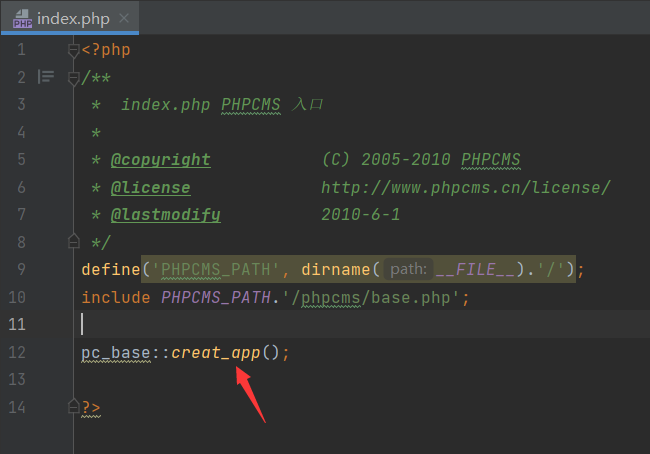 PHP index.php
1 <?php
2 /**
3 * index.php PHPCMS 入口
4 *
5 * @copyright (C) 2005-2010 PHPCMS
6 * @license http://www.phpcms.cn/license/
7 * @lastmodify 2010-6-1
8 */
9 define('PHPCMS_PATH', dirname( path: __FILE__).'/');
10 include PHPCMS_PATH.'/phpcms/base.php';
11
12 pc_base::creat_app();
13
14 ?>